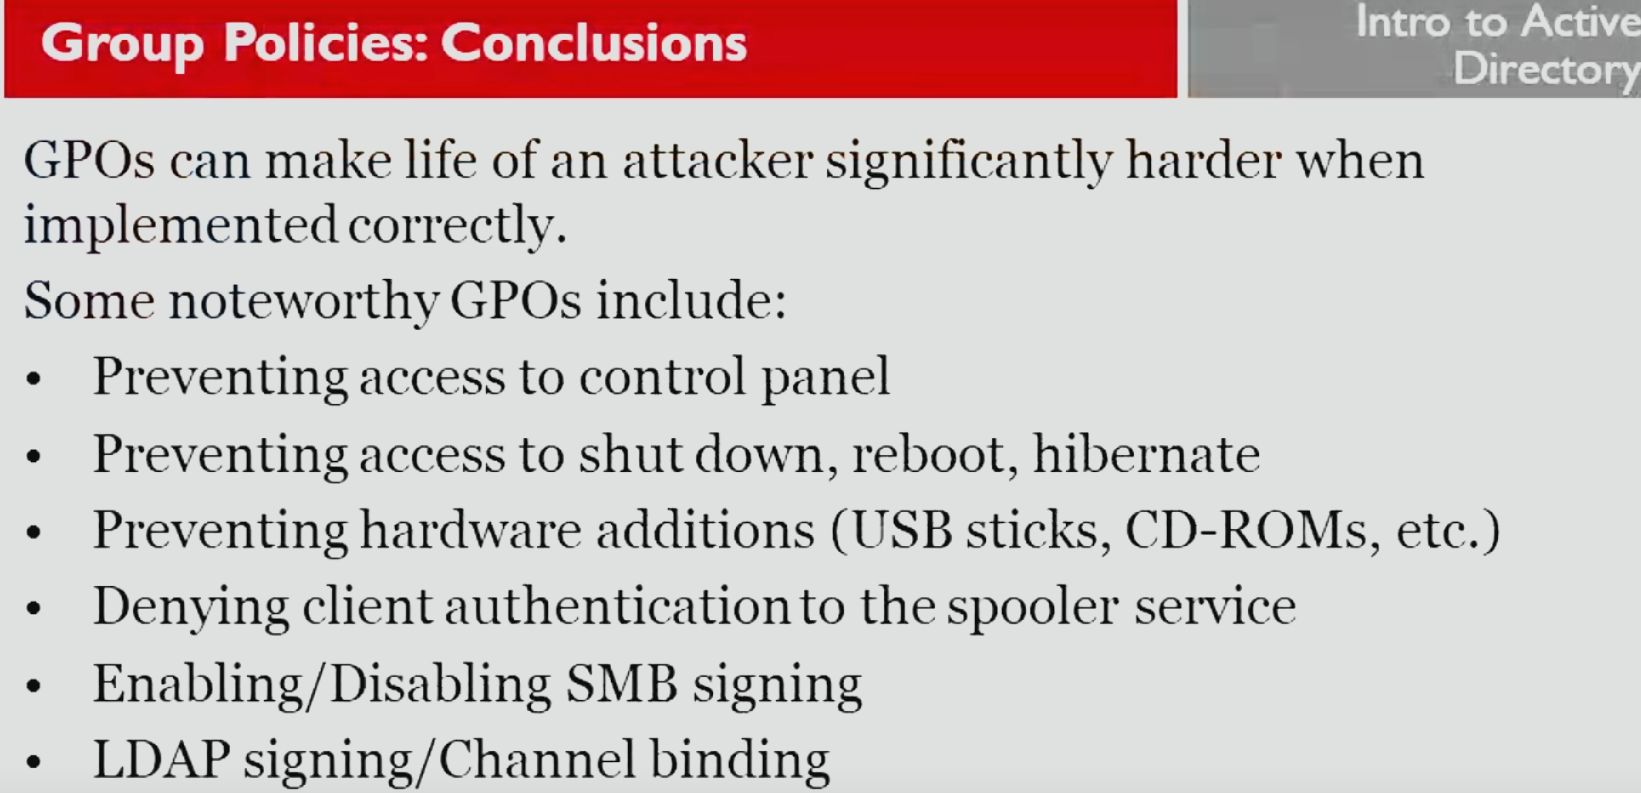 Group Policies: Conclusions
Intro to Active
Directory
GPOs can make life of an attacker significantly harder when
implemented correctly.
Some noteworthy GPOs include:
• Preventing access to control panel
• Preventing access to shut down, reboot, hibernate
• Preventing hardware additions (USB sticks, CD-ROMs, etc.)
• Denying client authentication to the spooler service
• Enabling/Disabling SMB signing
• LDAP signing/Channel binding